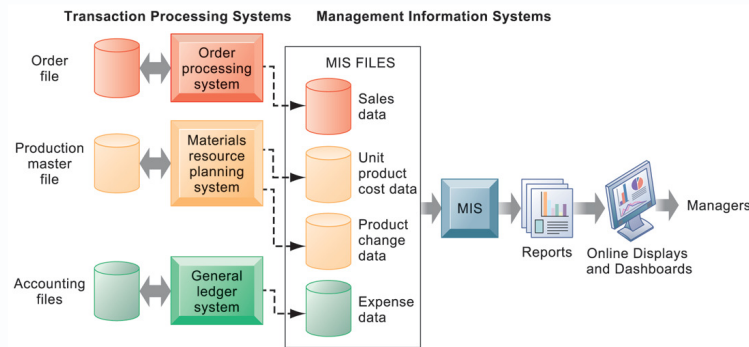 Transaction Processing Systems
Management Information Systems
Order
file
Order
processing
system
MIS FILES
Sales
data
Production
master
file
Materials
resource
planning
system
Unit
product
cost data
Product
change
data
MIS
Reports
Online Displays
and Dashboards
Managers
Accounting
files
General
ledger
system
Expense
data